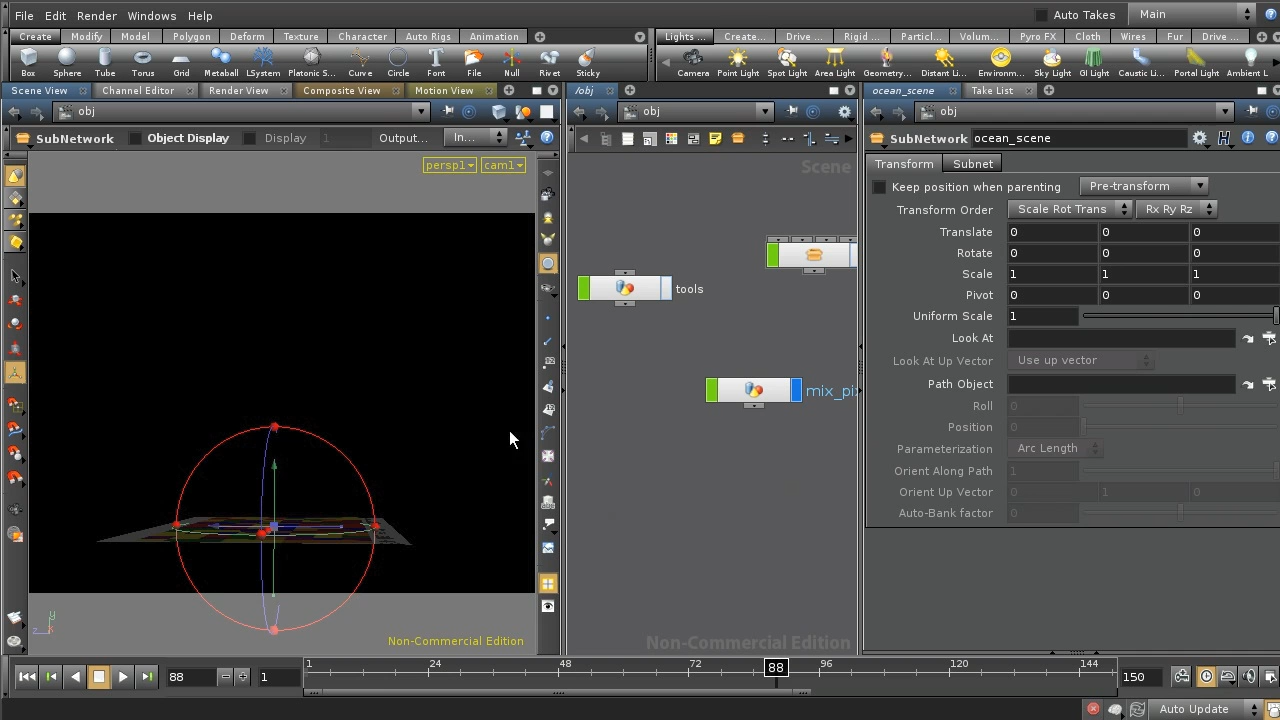 File Edit Render Windows Help Auto Takes Main
Create Modify Model Polygon Deform Texture Character Auto Rigs Animation Lights ... Create... Drive ... Rigid ... Particl... Volum... Pyro FX Cloth Wires Fur Drive ...
Box Sphere Tube Torus Grid Metaball LSystem Platonic S... Curve Circle Font File Null Rivet Sticky Camera Point Light Spot Light Area Light Geometry... Distant Li... Environm... Sky Light GI Light Caustic Li... Portal Light Ambient L
Scene View Channel Editor Render View Composite View Motion View /obj ocean_scene Take List
obj obj obj
SubNetwork Object Display Display 1 Output... In... SubNetwork ocean_scene
persp1 cam1 Scene Transform Subnet
Keep position when parenting Pre-transform
Transform Order Scale Rot Trans Rx Ry Rz
Translate 0 0 0
Rotate 0 0 0
Scale 1 1 1
Pivot 0 0 0
tools
Uniform Scale 1
Look At
Look At Up Vector Use up vector
Path Object
mix_pi
Roll 0
Position 0
Parameterization Arc Length
Orient Along Path 1
Orient Up Vector 0 1 0
Auto-Bank factor 0
y
z x
Non-Commercial Edition Non-Commercial Edition
88 1 1 24 48 72 88 96 120 144 150
Auto Update